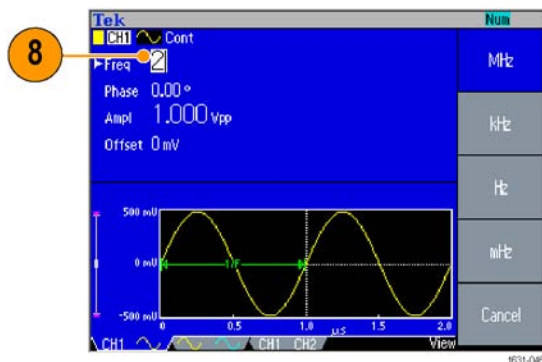 Tek
Num
CH1 Cont
8
Freq 2
MHz
Phase 0.00 °
Ampl 1.000 Vpp
kHz
Offset 0 mV
Hz
500 mV
0 mV
1/F
mHz
-500 mV
0 0.5 1.0 µs 1.5 2.0
Cancel
CH1 CH1 CH2 View
1631-046